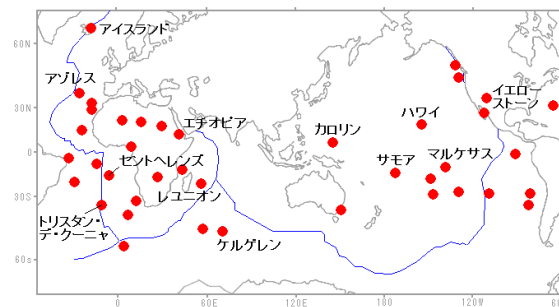 アイスランド
60N
アゾレス
イエロー
ストーン
30N
エチオピア
ハワイ
カロリン
0
セントヘレンズ
サモア
マルケサス
30S
レユニオン
トリスタン・
デ・クーニャ
ケルゲレン
60s
0
60E
120E
180
120W
60W